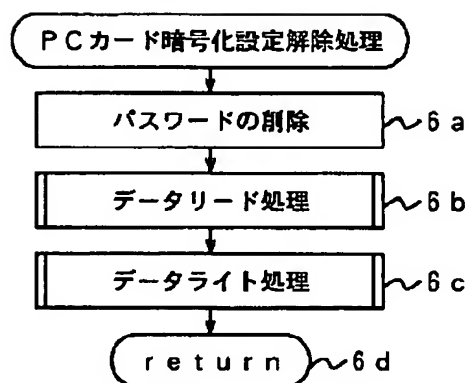 PCカード暗号化設定解除処理
パスワードの削除 6a
データリード処理 6b
データライト処理 6c
return 6d